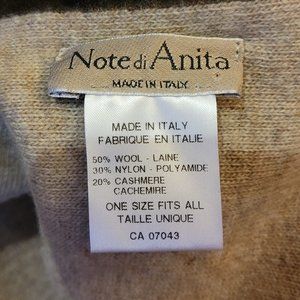 Note di Anita
MADE IN ITALY
MADE IN ITALY
FABRIQUE EN ITALIE
50% WOOL - LAINE
30% NYLON - POLYAMIDE
20% CASHMERE
CACHEMIRE
ONE SIZE FITS ALL
TAILLE UNIQUE
CA 07043